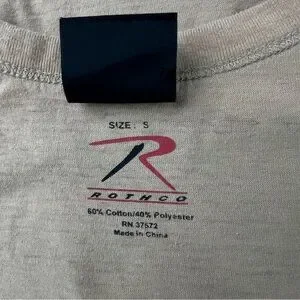 SIZE: S
R
ROTHCO
60% Cotton/40% Polyester
RN 37572
Made in China